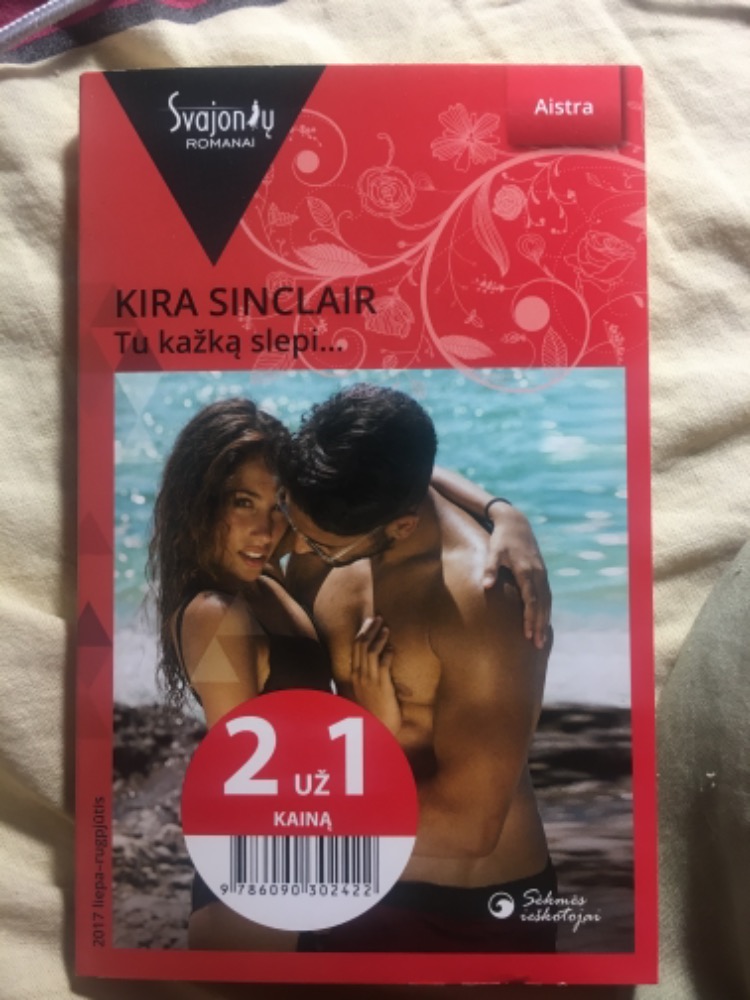 Svajonių
ROMANAI
Aistra
KIRA SINCLAIR
Tu kažką slepi...
2 UŽ 1
KAINĄ
9 786090 302422
2017 liepa–rugpjūtis
Sėkmės
ieškotojai